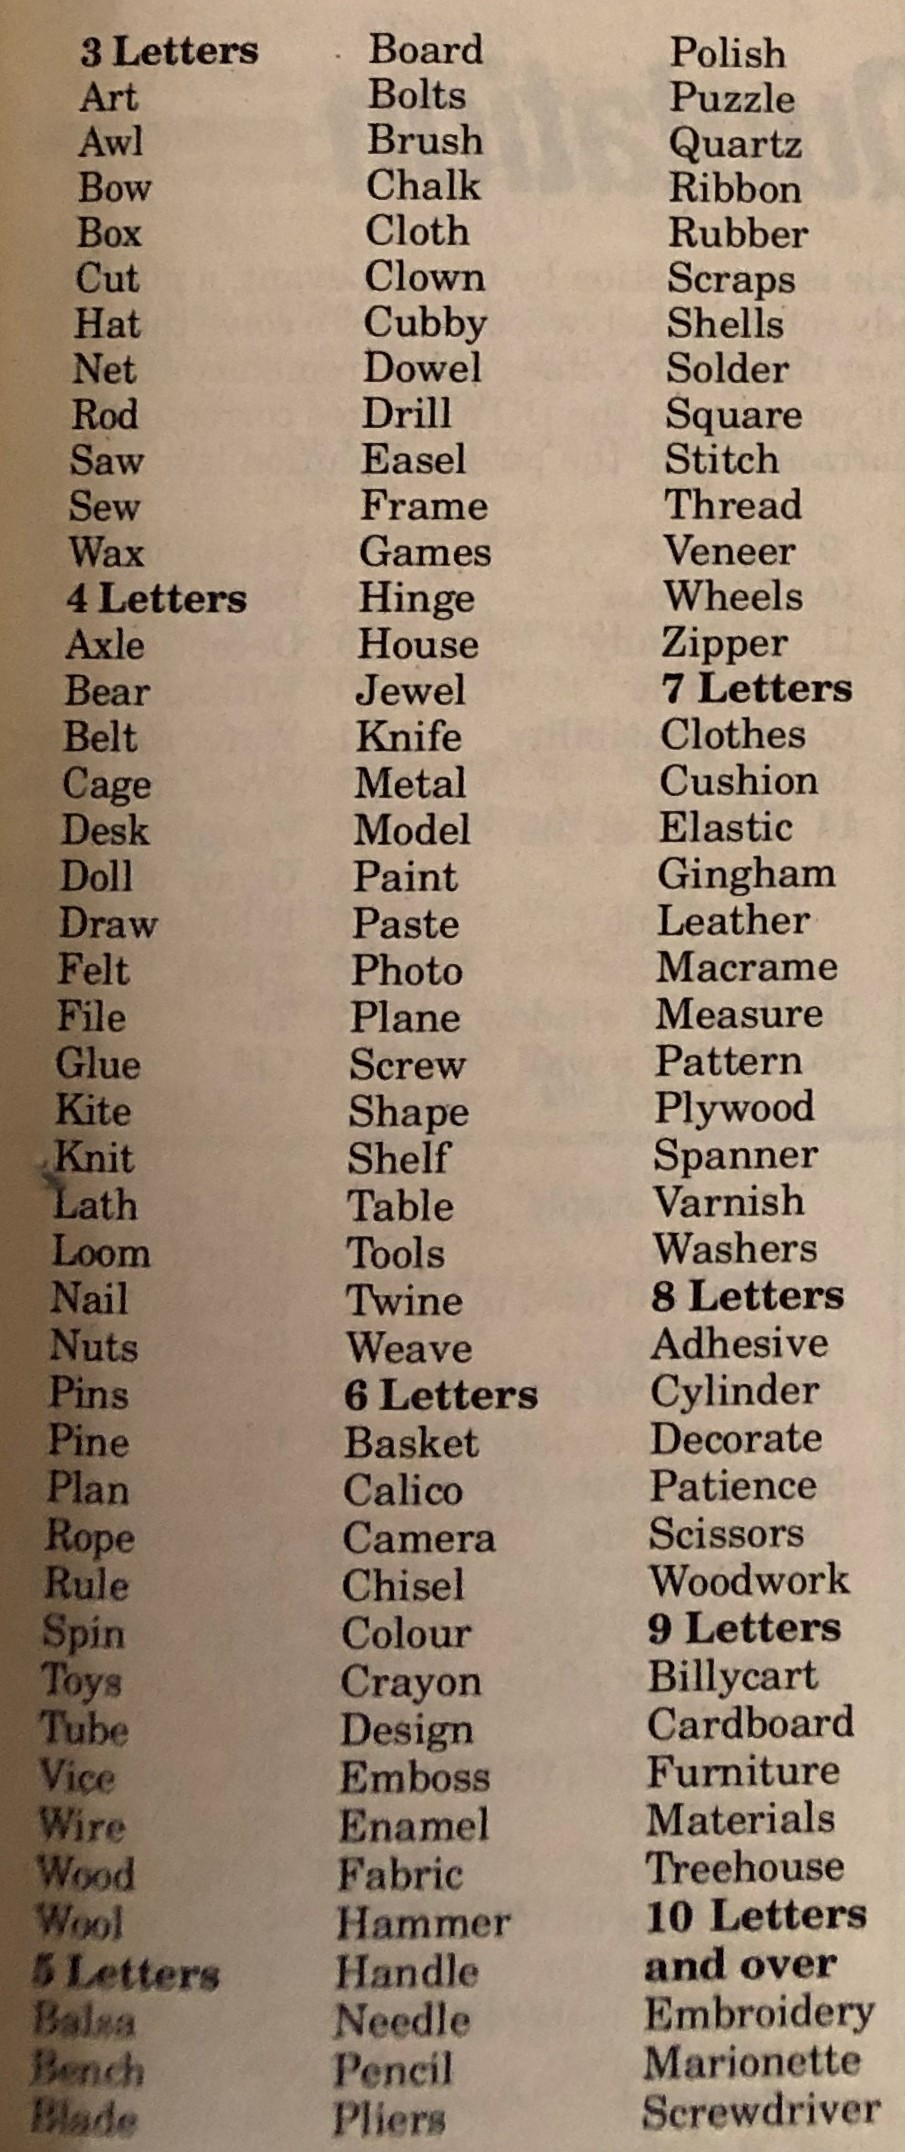 3 Letters
Art
Awl
Bow
Box
Cut
Hat
Net
Rod
Saw
Sew
Wax
4 Letters
Axle
Bear
Belt
Cage
Desk
Doll
Draw
Felt
File
Glue
Kite
Knit
Lath
Loom
Nail
Nuts
Pins
Pine
Plan
Rope
Rule
Spin
Toys
Tube
Vice
Wire
Wood
Wool
5 Letters
Balsa
Bench
Blade
Board
Bolts
Brush
Chalk
Cloth
Clown
Cubby
Dowel
Drill
Easel
Frame
Games
Hinge
House
Jewel
Knife
Metal
Model
Paint
Paste
Photo
Plane
Screw
Shape
Shelf
Table
Tools
Twine
Weave
6 Letters
Basket
Calico
Camera
Chisel
Colour
Crayon
Design
Emboss
Enamel
Fabric
Hammer
Handle
Needle
Pencil
Pliers
Polish
Puzzle
Quartz
Ribbon
Rubber
Scraps
Shells
Solder
Square
Stitch
Thread
Veneer
Wheels
Zipper
7 Letters
Clothes
Cushion
Elastic
Gingham
Leather
Macrame
Measure
Pattern
Plywood
Spanner
Varnish
Washers
8 Letters
Adhesive
Cylinder
Decorate
Patience
Scissors
Woodwork
9 Letters
Billycart
Cardboard
Furniture
Materials
Treehouse
10 Letters
and over
Embroidery
Marionette
Screwdriver